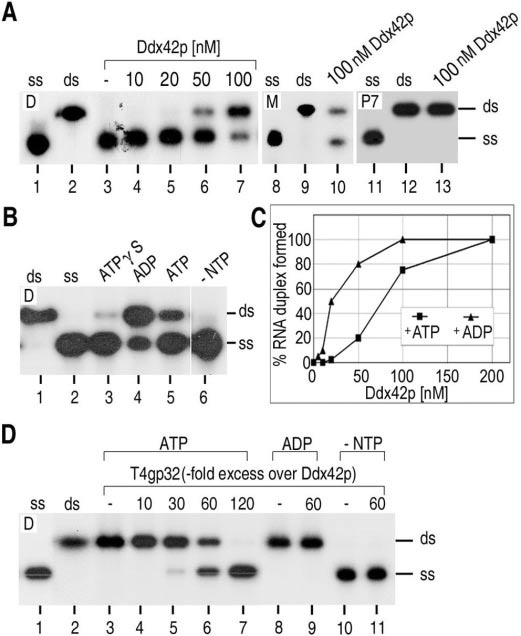 A
Ddx42p [nM]
ss ds - 10 20 50 100 ss ds 100 nM Ddx42p ss ds 100 nM Ddx42p
D M P7
ds
ss
1 2 3 4 5 6 7 8 9 10 11 12 13
B
ds ss ATPγS ADP ATP -NTP
D
ds
ss
1 2 3 4 5 6
C
% RNA duplex formed
100
80
60
40
20
0
+ATP +ADP
0 50 100 150 200
Ddx42p [nM]
D
ATP ADP - NTP
T4gp32(-fold excess over Ddx42p)
ss ds - 10 30 60 120 - 60 - 60
D
ds
ss
1 2 3 4 5 6 7 8 9 10 11